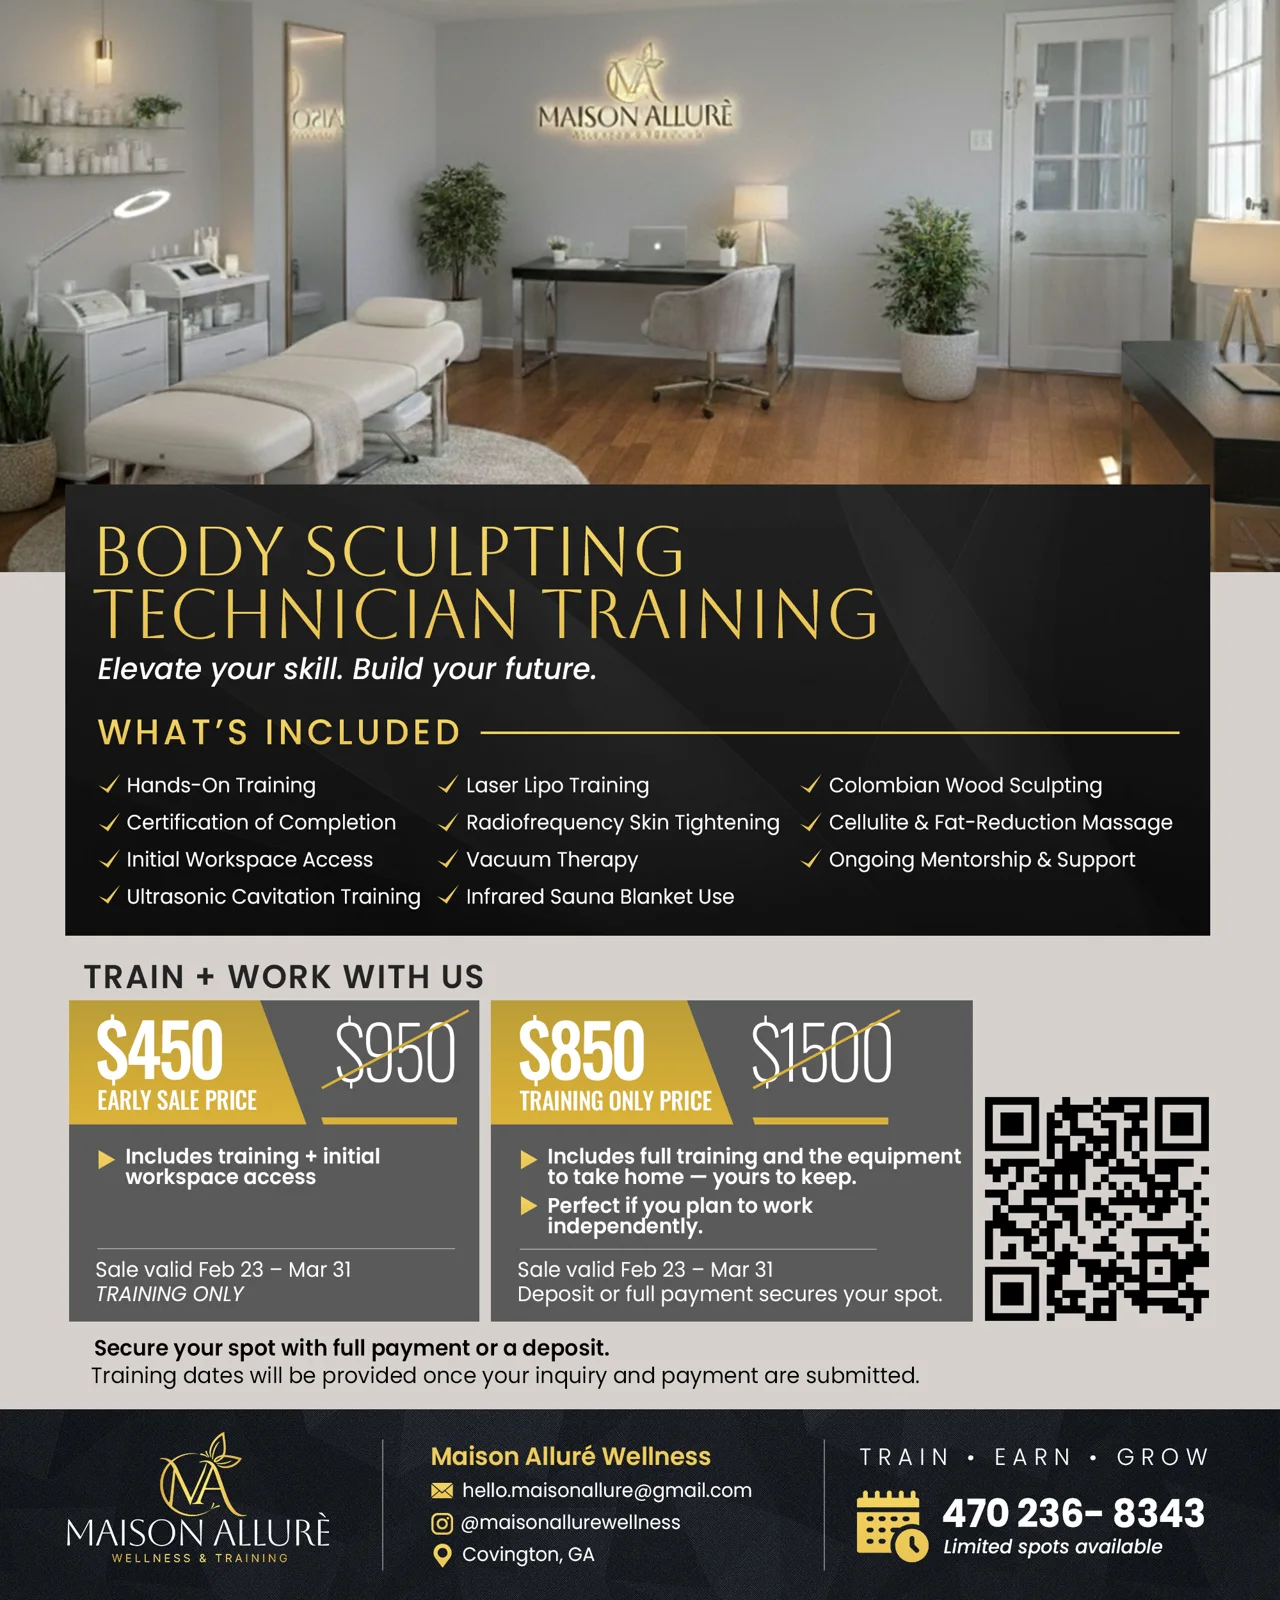 MAISON ALLURÈ
BODY SCULPTING
TECHNICIAN TRAINING
Elevate your skill. Build your future.
WHAT'S INCLUDED
Hands-On Training
Certification of Completion
Initial Workspace Access
Ultrasonic Cavitation Training
Laser Lipo Training
Radiofrequency Skin Tightening
Vacuum Therapy
Infrared Sauna Blanket Use
Colombian Wood Sculpting
Cellulite & Fat-Reduction Massage
Ongoing Mentorship & Support
TRAIN + WORK WITH US
$450 $950
EARLY SALE PRICE
Includes training + initial
workspace access
Sale valid Feb 23 – Mar 31
TRAINING ONLY
$850 $1500
TRAINING ONLY PRICE
Includes full training and the equipment
to take home — yours to keep.
Perfect if you plan to work
independently.
Sale valid Feb 23 – Mar 31
Deposit or full payment secures your spot.
Secure your spot with full payment or a deposit.
Training dates will be provided once your inquiry and payment are submitted.
MA
MAISON ALLURÈ
WELLNESS & TRAINING
Maison Alluré Wellness
hello.maisonallure@gmail.com
@maisonallurewellness
Covington, GA
TRAIN • EARN • GROW
470 236- 8343
Limited spots available